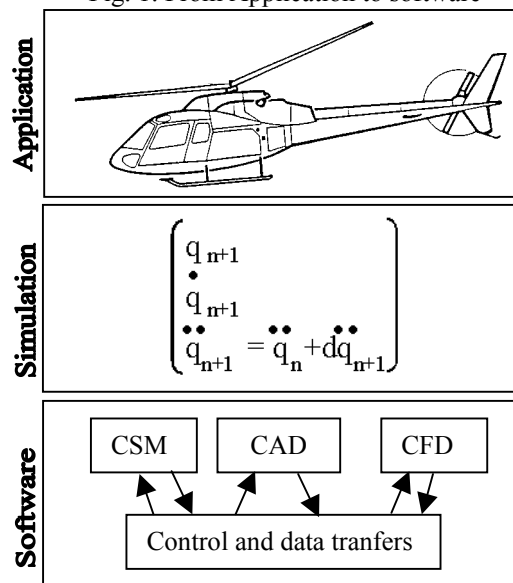 Fig. 1. From Application to software
Application
Simulation
q n+1
q̇ n+1
q̈ n+1 = q̈ n +dq̈ n+1
Software
CSM CAD CFD
Control and data tranfers